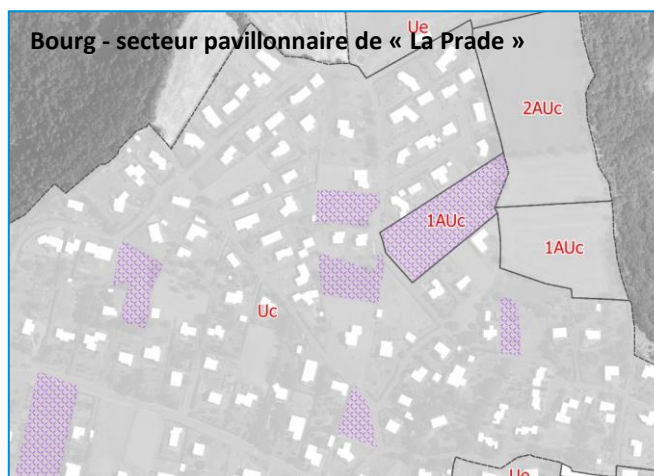 Ue
Bourg - secteur pavillonnaire de « La Prade »
2AUc
1AUc
1AUc
Uc
Ue